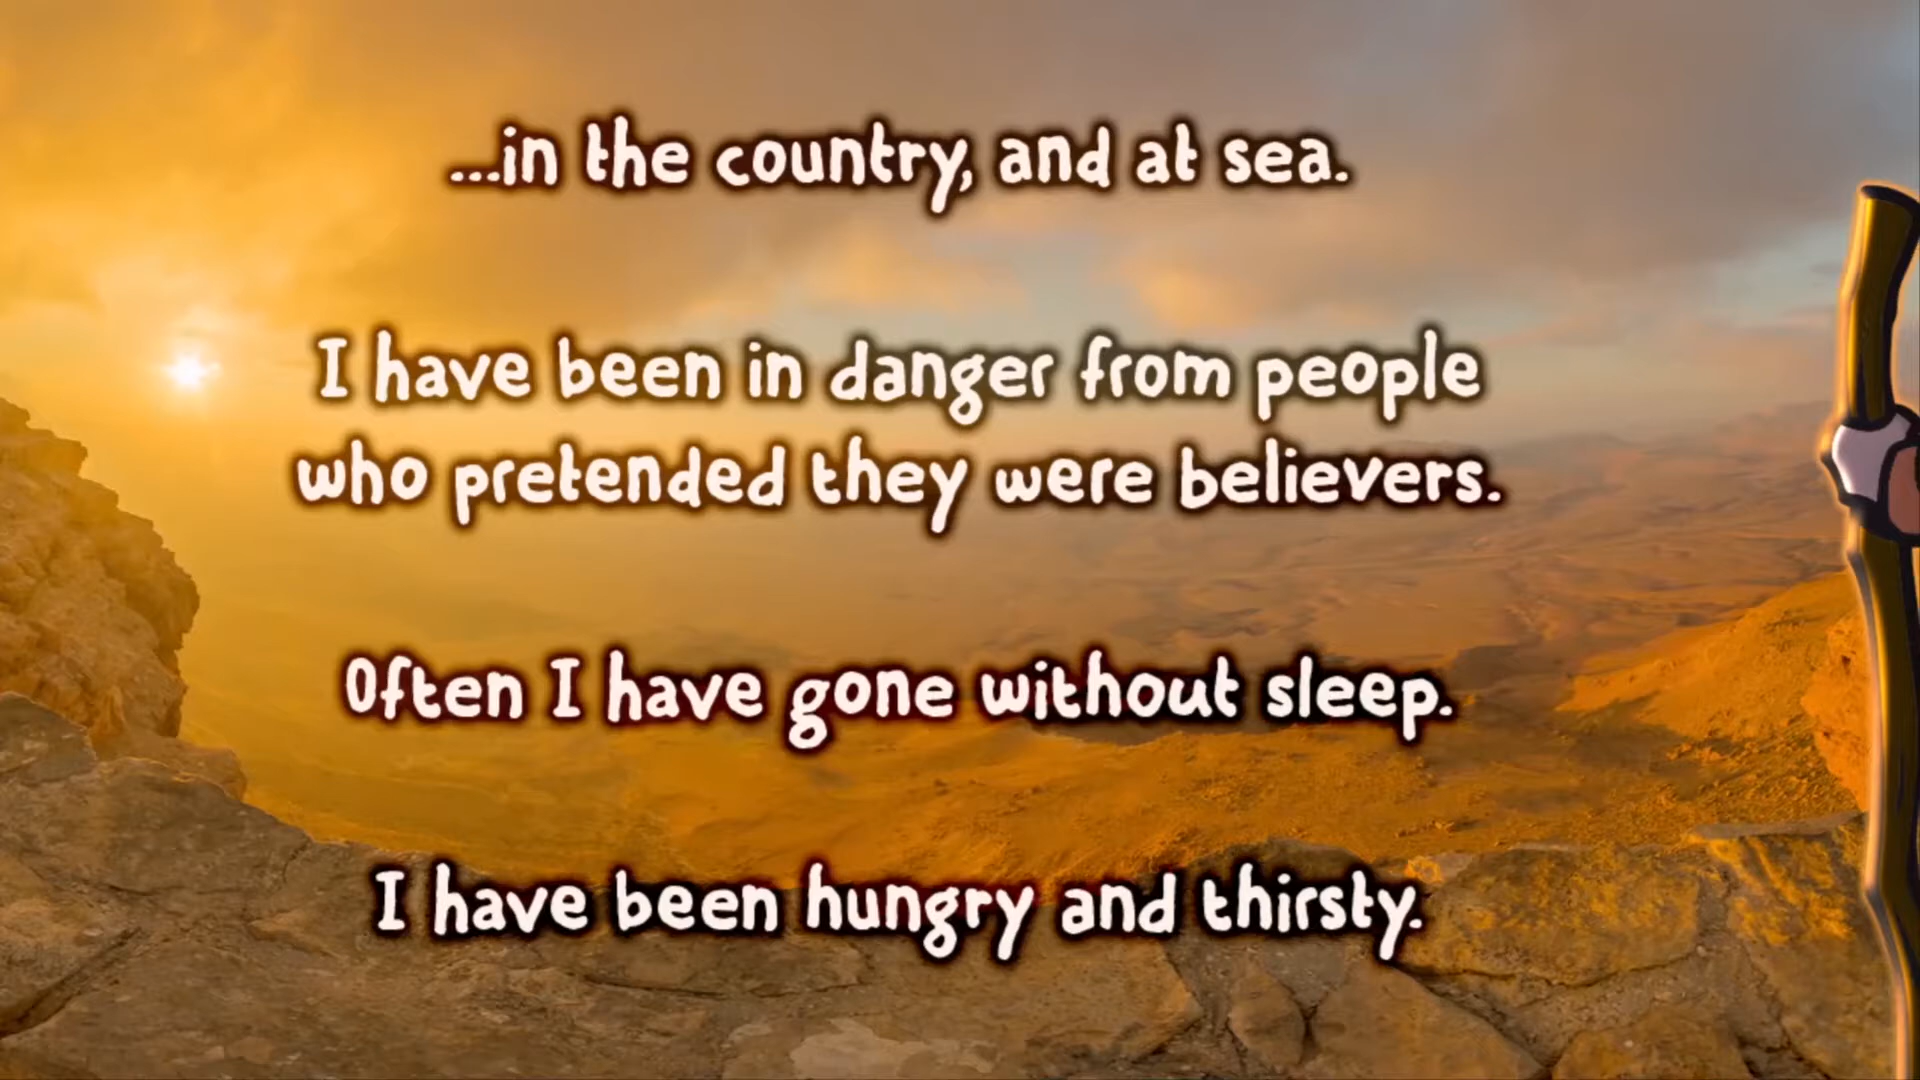 ...in the country, and at sea.
I have been in danger from people
who pretended they were believers.
Often I have gone without sleep.
I have been hungry and thirsty.